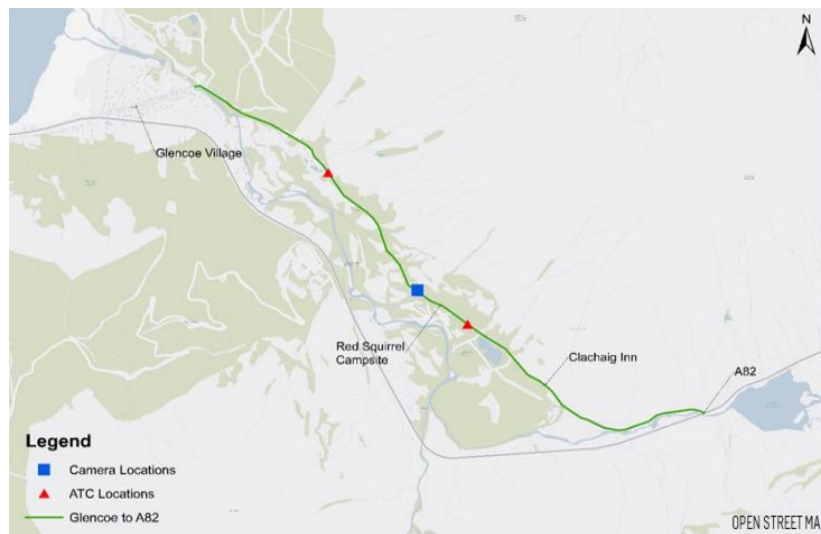 N
Glencoe Village
Red Squirrel
Campsite
Clachaig Inn
A82
Legend
Camera Locations
ATC Locations
Glencoe to A82
OPEN STREET MA